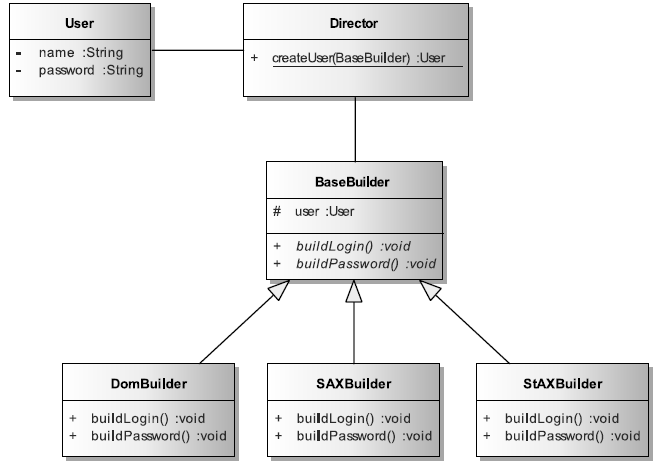 User
- name :String
- password :String
Director
+ createUser(BaseBuilder) :User
BaseBuilder
# user :User
+ buildLogin() :void
+ buildPassword() :void
DomBuilder
+ buildLogin() :void
+ buildPassword() :void
SAXBuilder
+ buildLogin() :void
+ buildPassword() :void
StAXBuilder
+ buildLogin() :void
+ buildPassword() :void